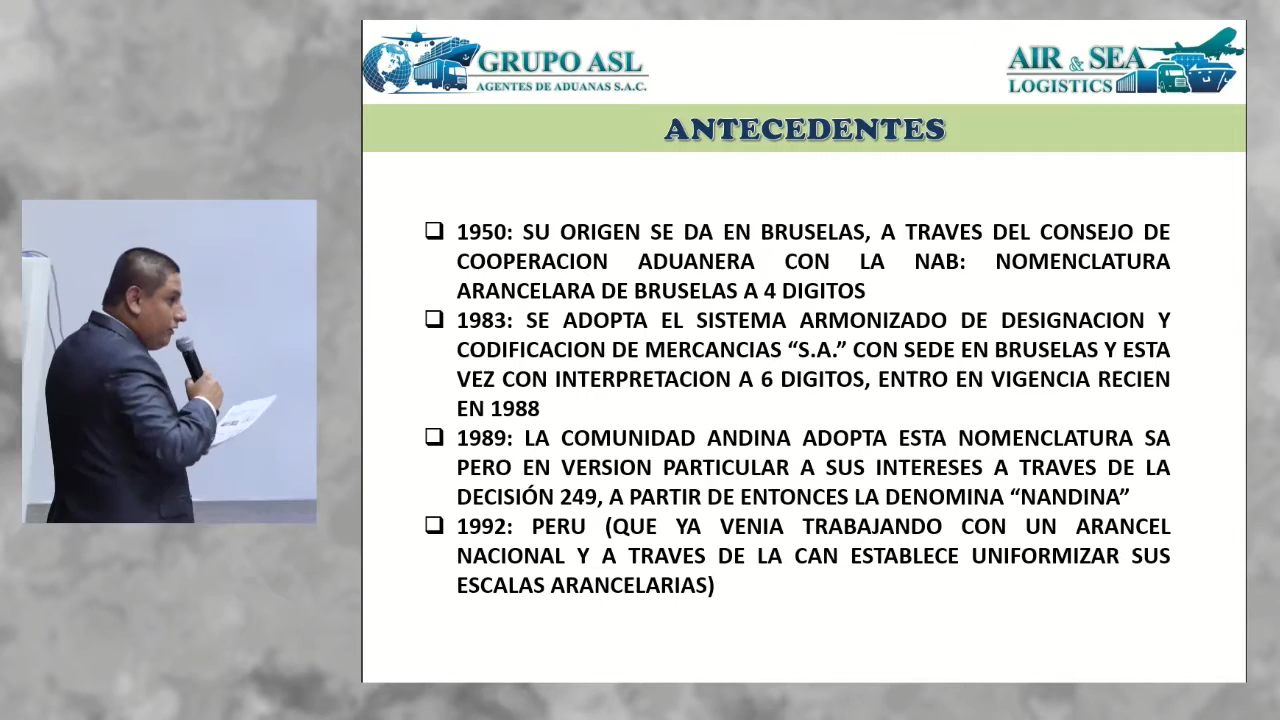 GRUPO ASL
AGENTES DE ADUANAS S.A.C.
AIR & SEA
LOGISTICS
ANTECEDENTES
❑ 1950: SU ORIGEN SE DA EN BRUSELAS, A TRAVES DEL CONSEJO DE
COOPERACION ADUANERA CON LA NAB: NOMENCLATURA
ARANCELARA DE BRUSELAS A 4 DIGITOS
❑ 1983: SE ADOPTA EL SISTEMA ARMONIZADO DE DESIGNACION Y
CODIFICACION DE MERCANCIAS “S.A.” CON SEDE EN BRUSELAS Y ESTA
VEZ CON INTERPRETACION A 6 DIGITOS, ENTRO EN VIGENCIA RECIEN
EN 1988
❑ 1989: LA COMUNIDAD ANDINA ADOPTA ESTA NOMENCLATURA SA
PERO EN VERSION PARTICULAR A SUS INTERESES A TRAVES DE LA
DECISIÓN 249, A PARTIR DE ENTONCES LA DENOMINA “NANDINA”
❑ 1992: PERU (QUE YA VENIA TRABAJANDO CON UN ARANCEL
NACIONAL Y A TRAVES DE LA CAN ESTABLECE UNIFORMIZAR SUS
ESCALAS ARANCELARIAS)